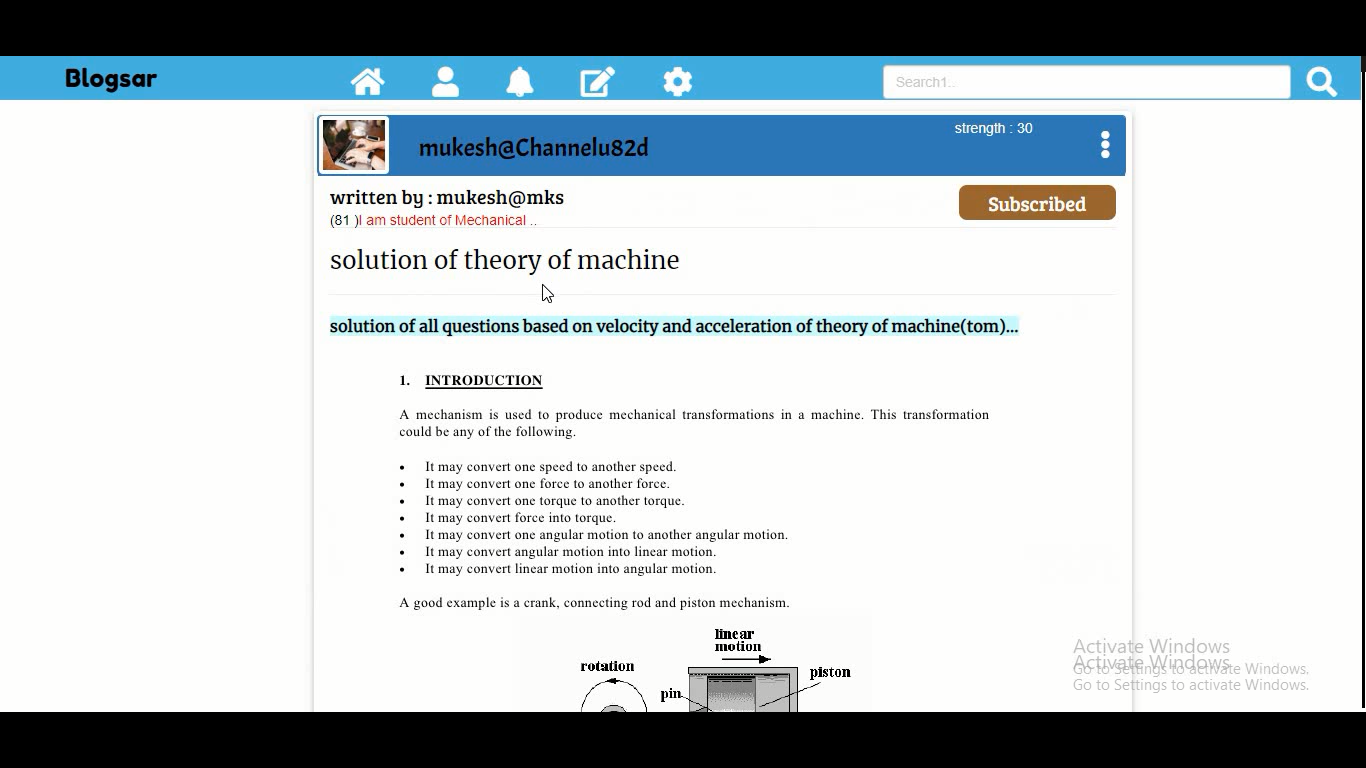 Blogsar
Search1..
mukesh@Channelu82d
strength : 30
written by : mukesh@mks
Subscribed
(81 )I am student of Mechanical ..
solution of theory of machine
solution of all questions based on velocity and acceleration of theory of machine(tom)...
1. INTRODUCTION
A mechanism is used to produce mechanical transformations in a machine. This transformation
could be any of the following.
• It may convert one speed to another speed.
• It may convert one force to another force.
• It may convert one torque to another torque.
• It may convert force into torque.
• It may convert one angular motion to another angular motion.
• It may convert angular motion into linear motion.
• It may convert linear motion into angular motion.
A good example is a crank, connecting rod and piston mechanism.
linear
motion
rotation
piston
pin
Activate Windows
Activate Windows
Go to Settings to activate Windows.
Go to Settings to activate Windows.